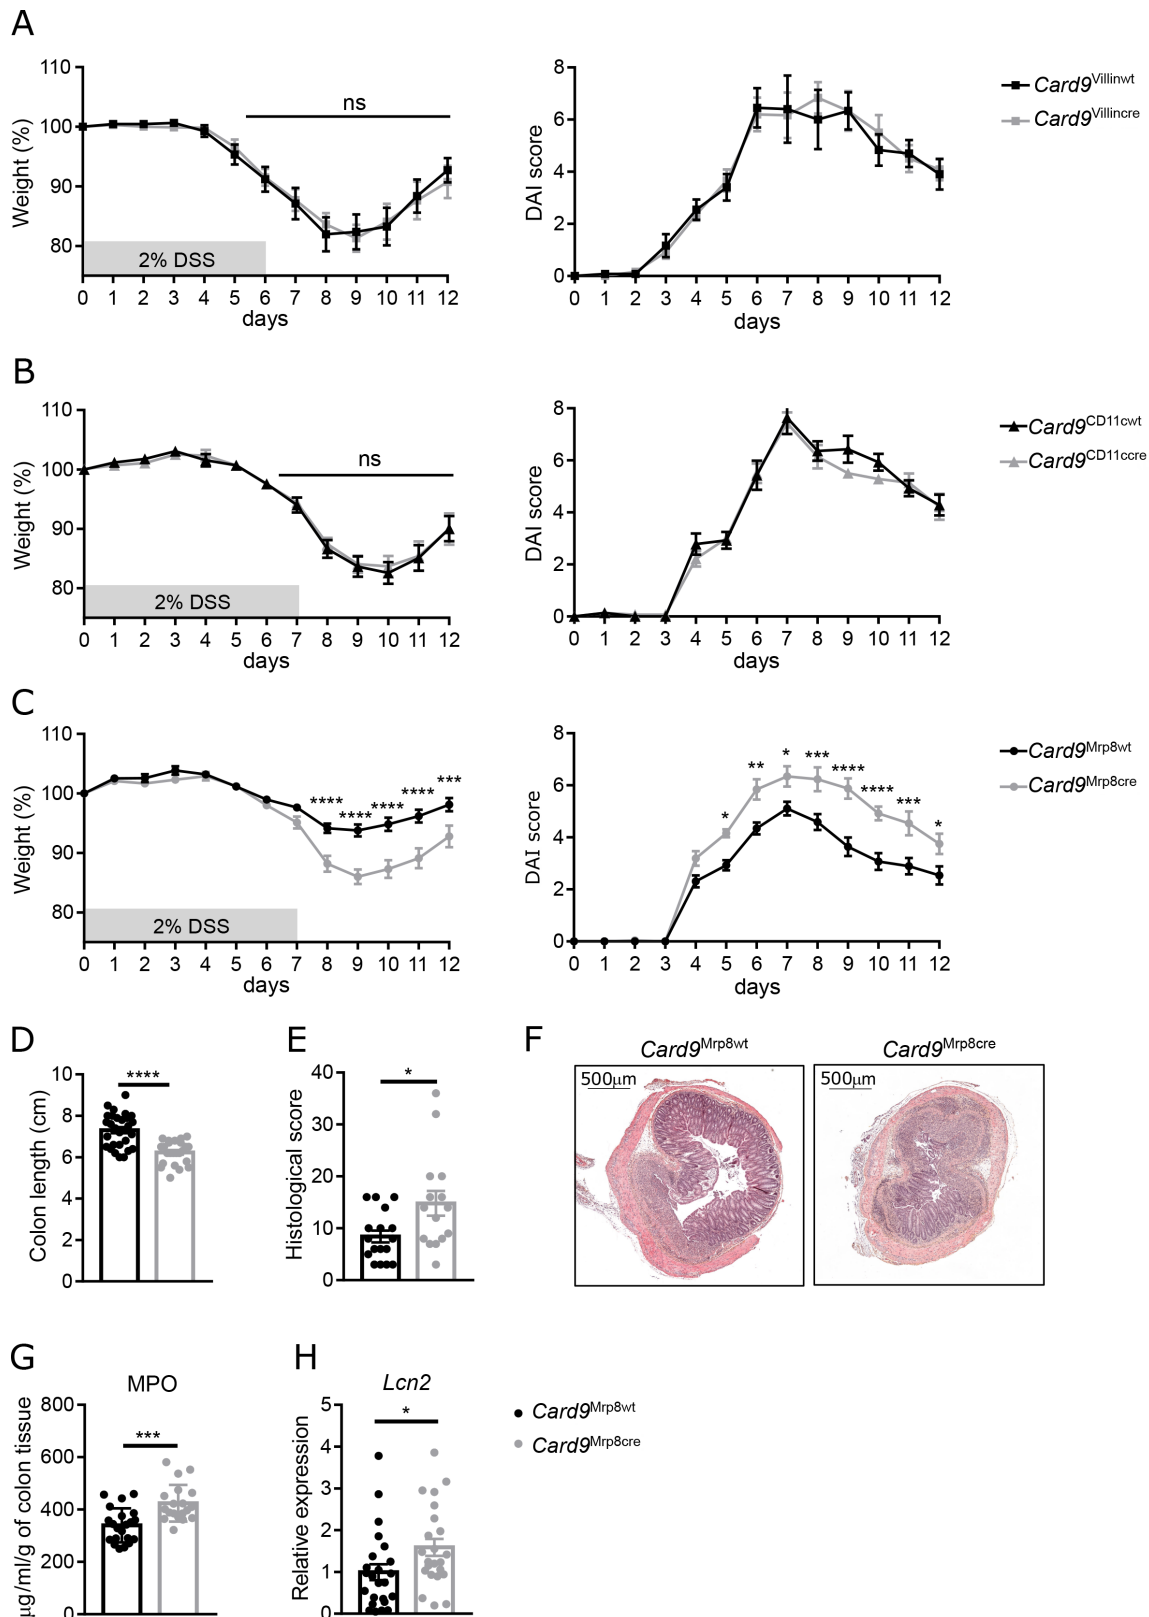 A
110
100
90
80
Weight (%)
ns
2% DSS
0 1 2 3 4 5 6 7 8 9 10 11 12
days
8
6
4
2
0
DAI score
0 1 2 3 4 5 6 7 8 9 10 11 12
days
Card9Villinwt
Card9Villincre
B
110
100
90
80
Weight (%)
ns
2% DSS
0 1 2 3 4 5 6 7 8 9 10 11 12
days
8
6
4
2
0
DAI score
0 1 2 3 4 5 6 7 8 9 10 11 12
days
Card9CD11cwt
Card9CD11ccre
C
110
100
90
80
Weight (%)
**** **** **** **** ***
2% DSS
0 1 2 3 4 5 6 7 8 9 10 11 12
days
8
6
4
2
0
DAI score
* ** * *** **** **** *** *
0 1 2 3 4 5 6 7 8 9 10 11 12
days
Card9Mrp8wt
Card9Mrp8cre
D
10
8
6
4
2
0
Colon length (cm)
****
E
40
30
20
10
0
Histological score
*
F
Card9Mrp8wt
Card9Mrp8cre
500µm
500µm
G
MPO
800
600
400
200
0
µg/ml/g of colon tissue
***
H
Lcn2
5
4
3
2
1
0
Relative expression
*
Card9Mrp8wt
Card9Mrp8cre